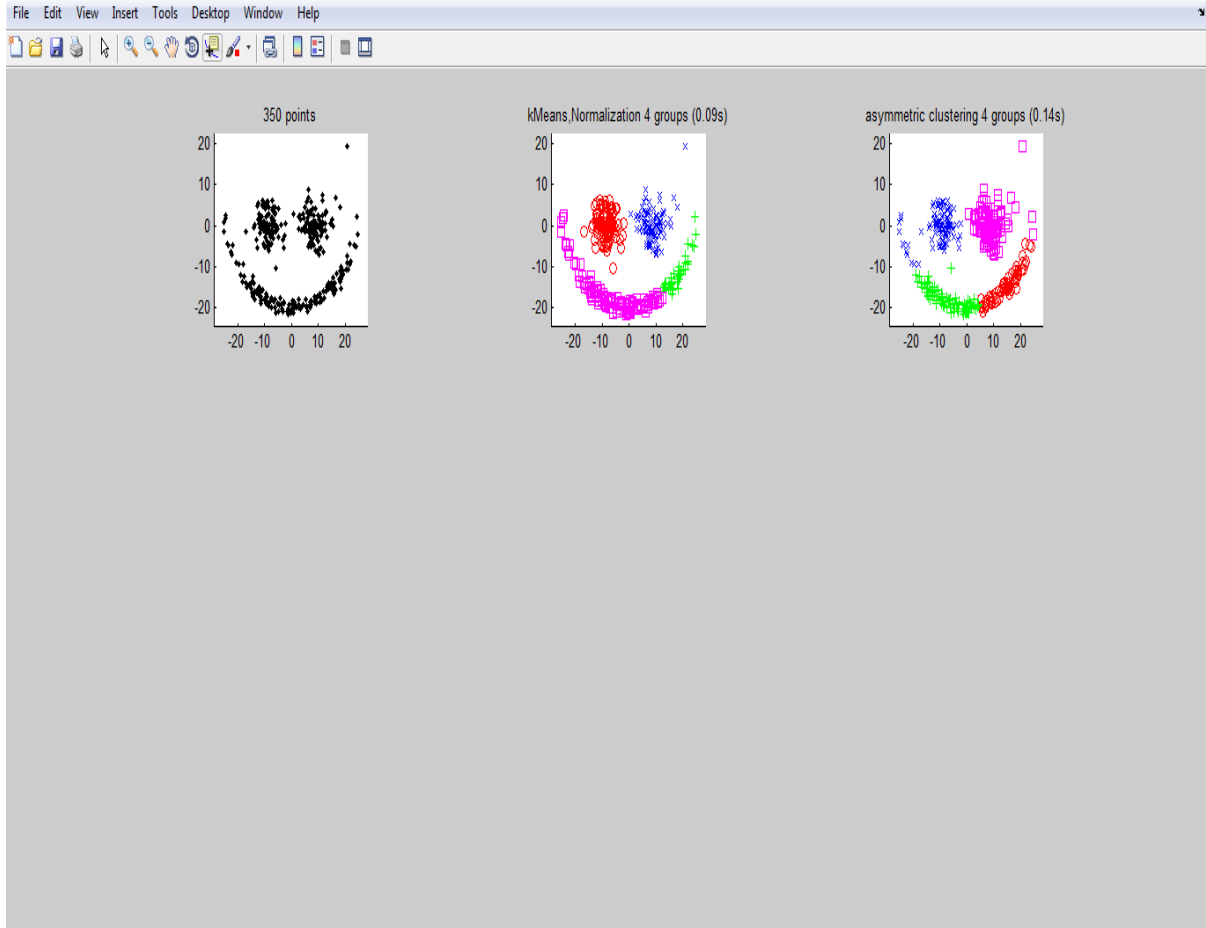 File Edit View Insert Tools Desktop Window Help
350 points
20
10
0
-10
-20
-20 -10 0 10 20
kMeans,Normalization 4 groups (0.09s)
20
10
0
-10
-20
-20 -10 0 10 20
asymmetric clustering 4 groups (0.14s)
20
10
0
-10
-20
-20 -10 0 10 20